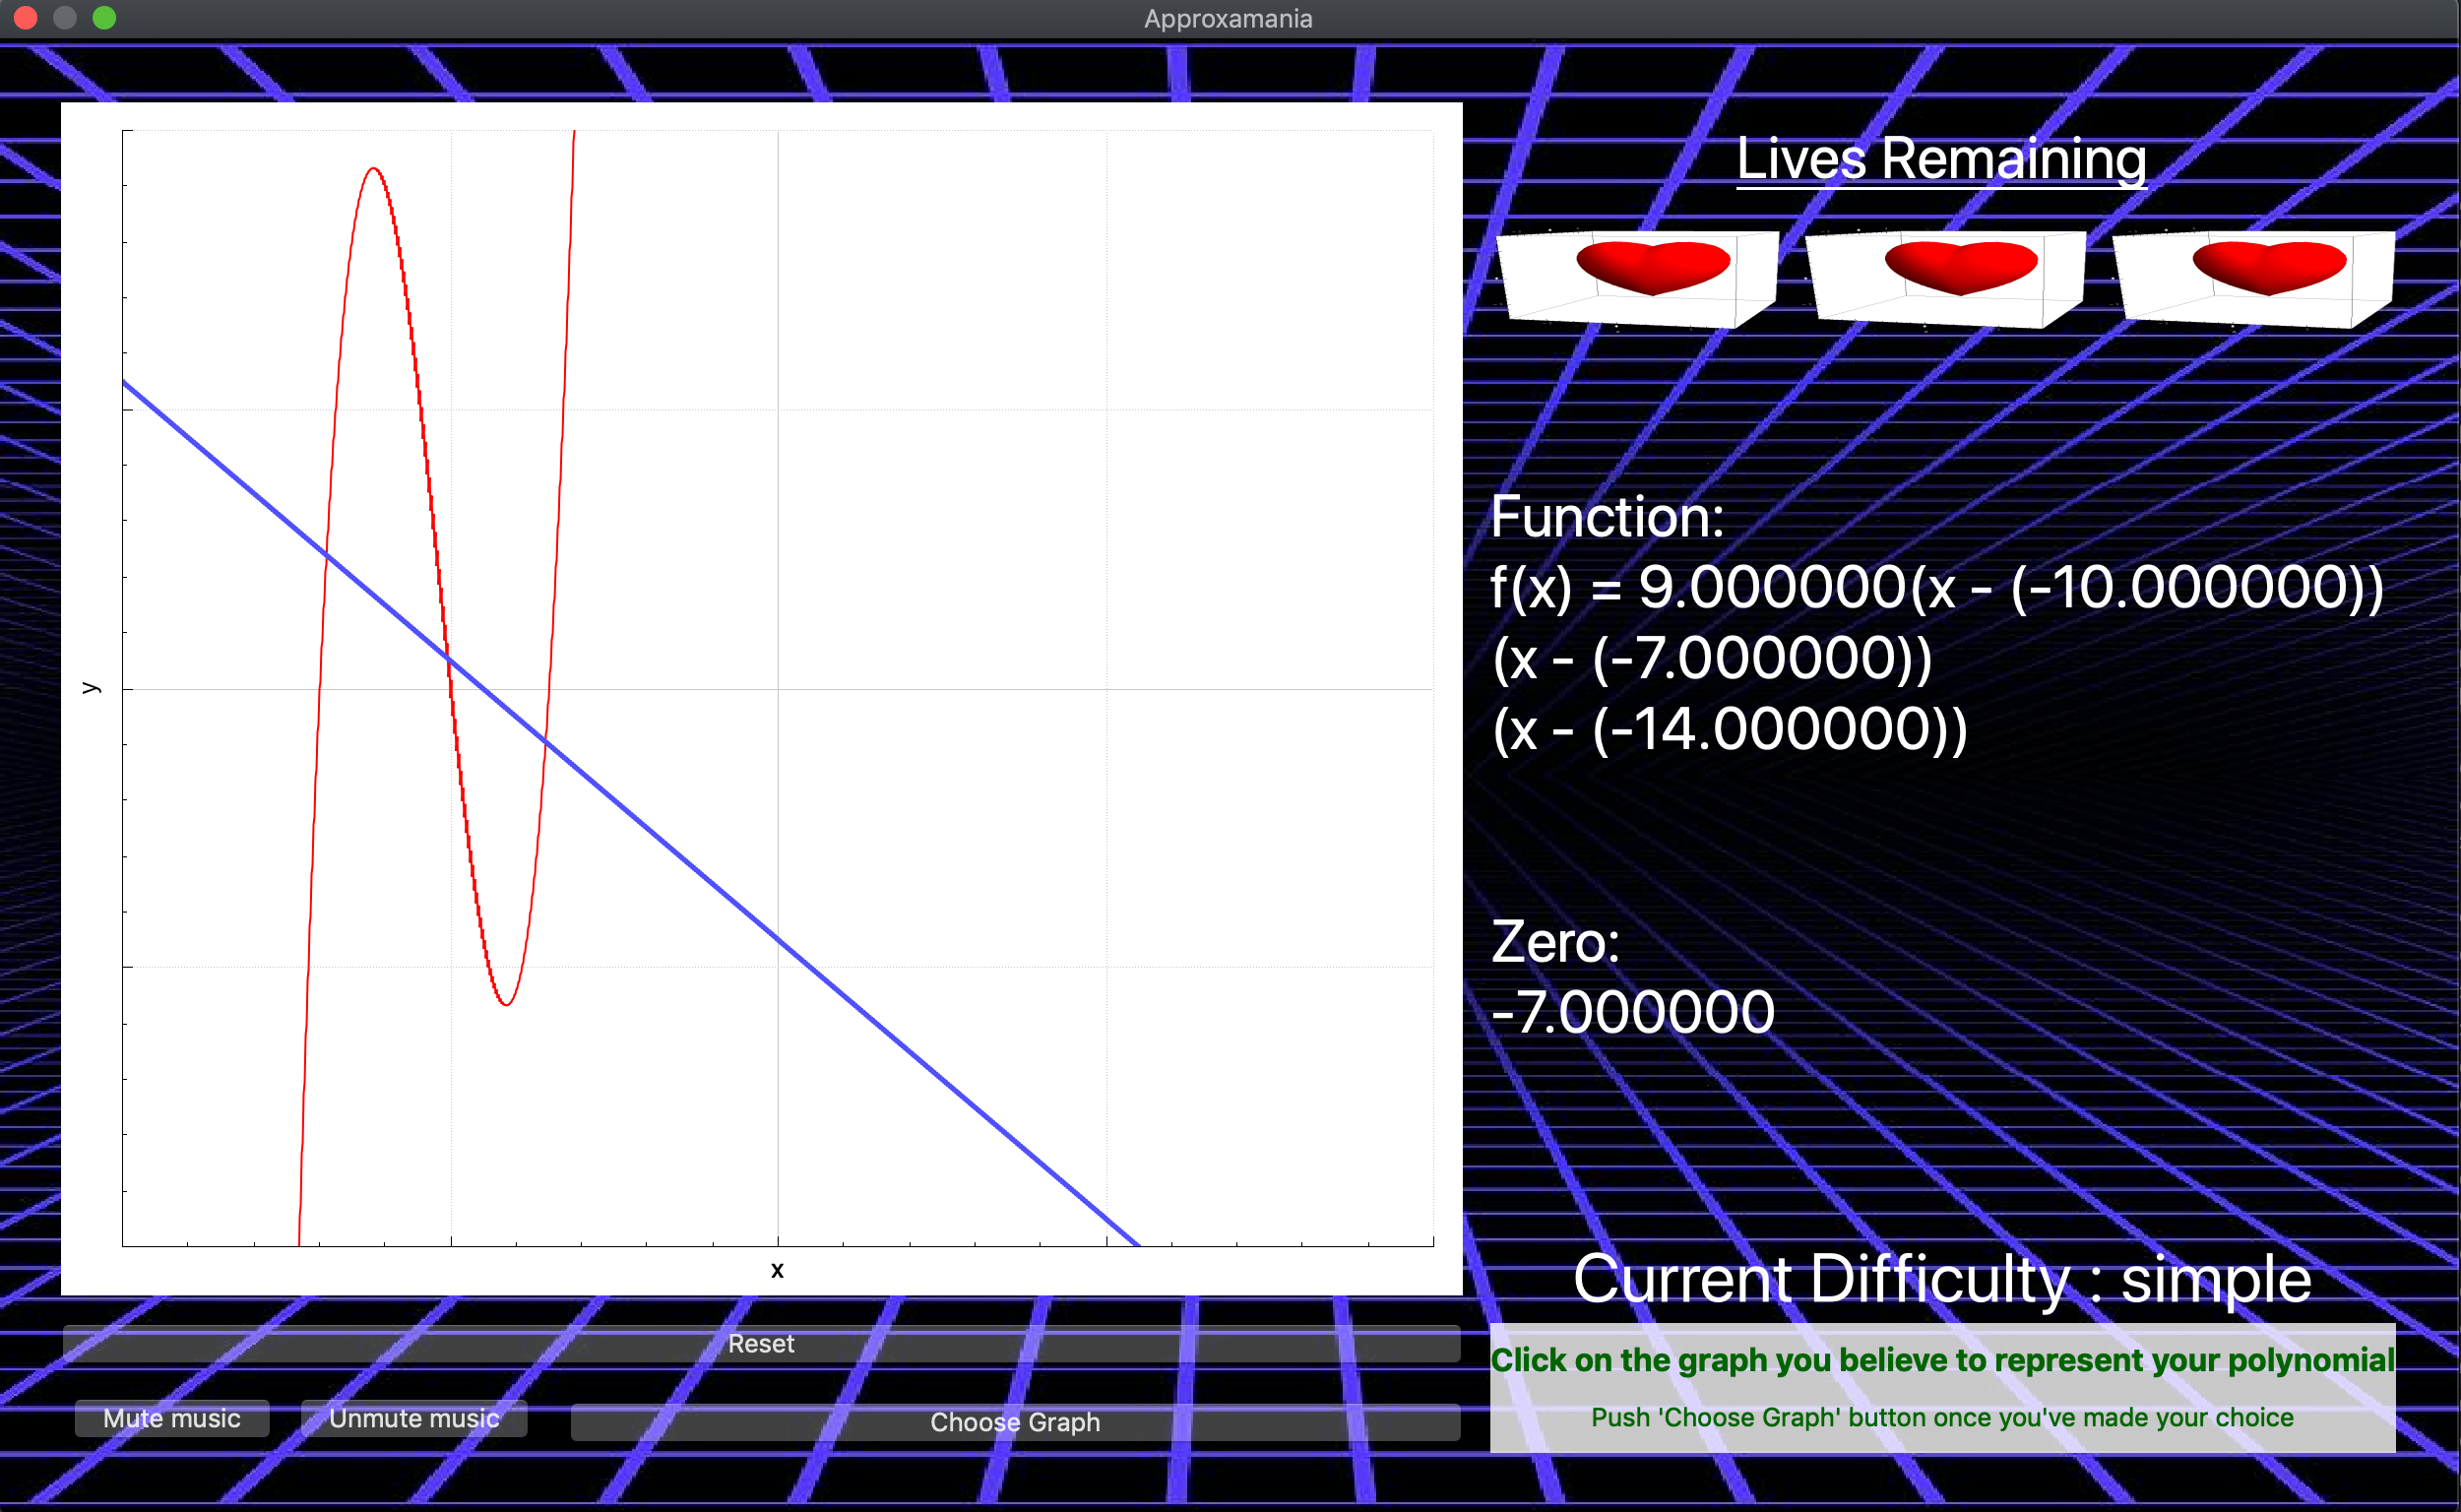 Approxamania
Lives Remaining
y
x
Function:
f(x) = 9.000000(x - (-10.000000))
(x - (-7.000000))
(x - (-14.000000))
Zero:
-7.000000
Current Difficulty : simple
Click on the graph you believe to represent your polynomial
Push 'Choose Graph' button once you've made your choice
Reset
Mute music
Unmute music
Choose Graph